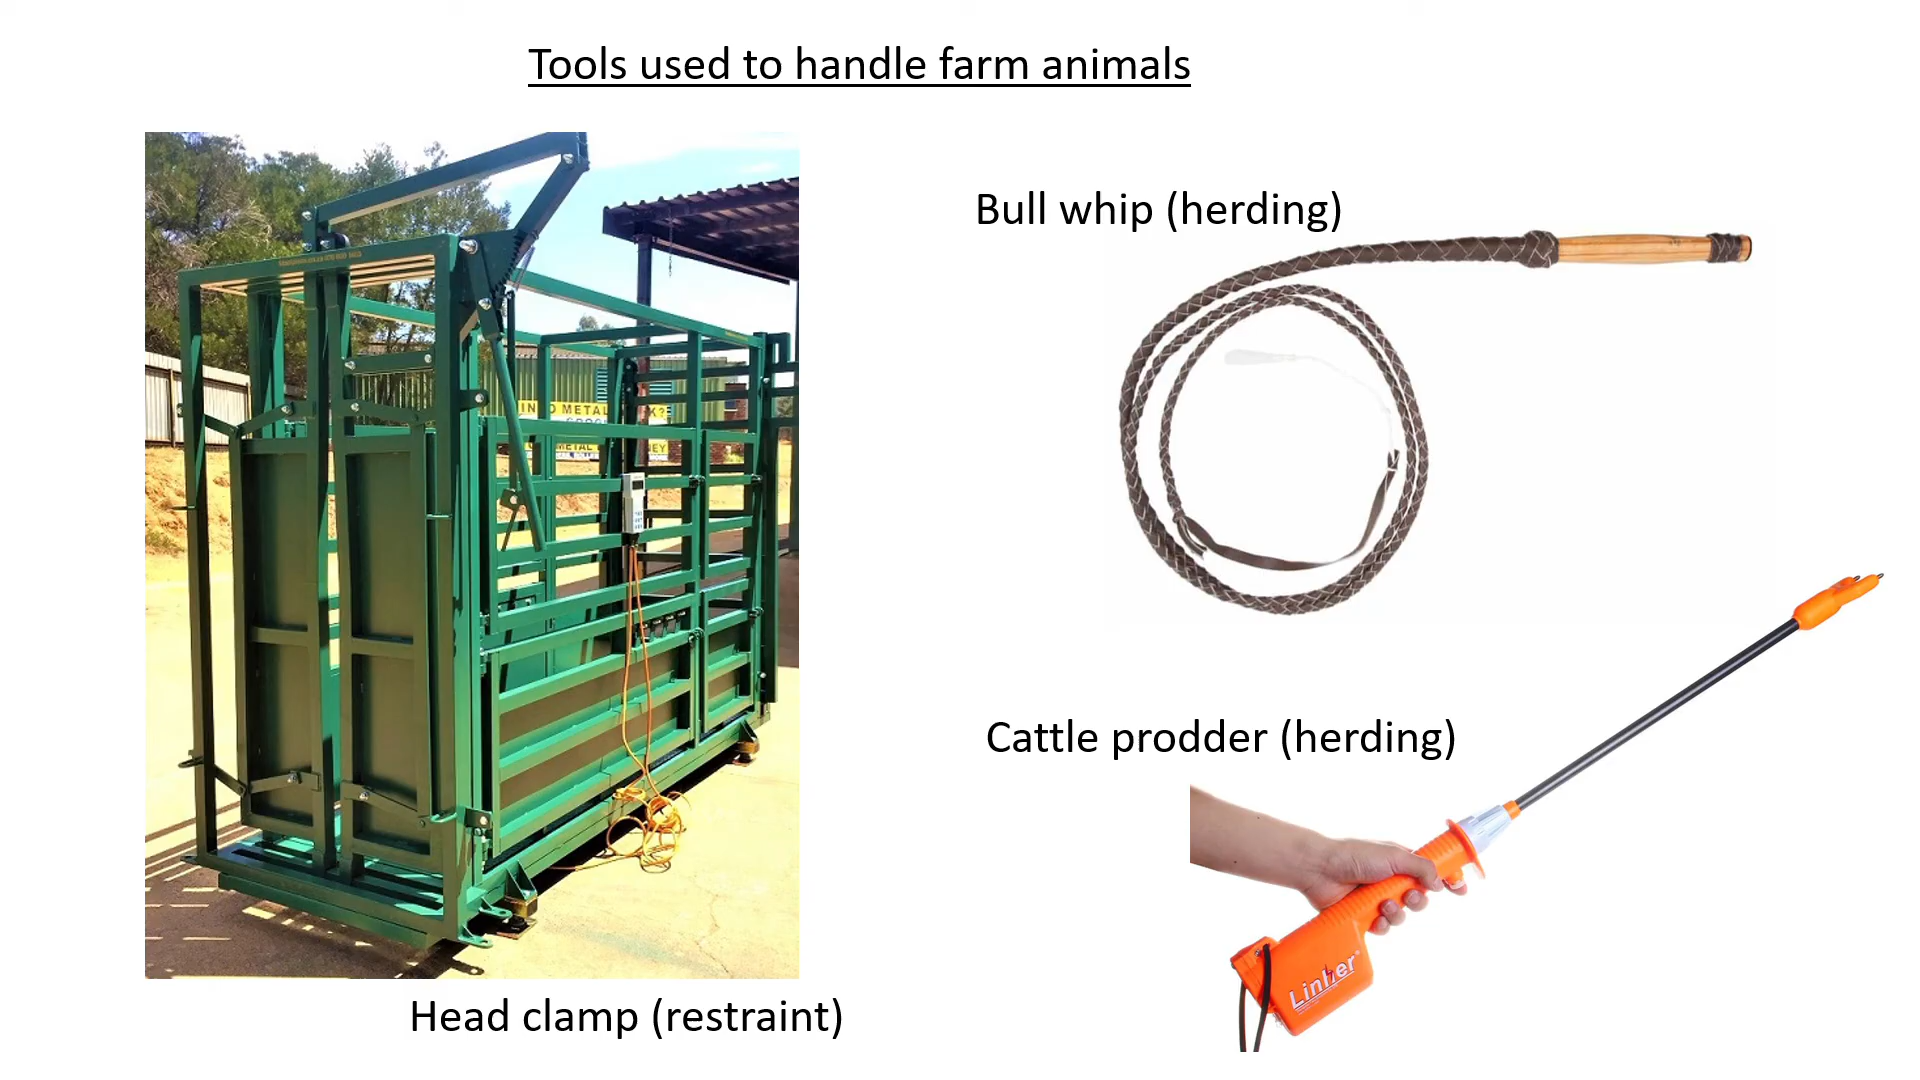 Tools used to handle farm animals
Bull whip (herding)
Cattle prodder (herding)
Linher
Head clamp (restraint)